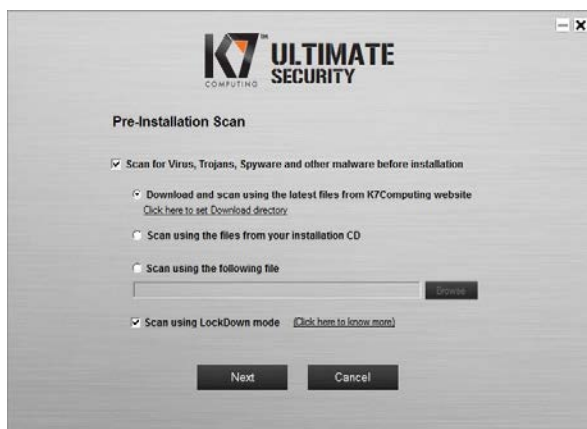 K7™ ULTIMATE
COMPUTING SECURITY
Pre-Installation Scan
Scan for Virus, Trojans, Spyware and other malware before installation
Download and scan using the latest files from K7Computing website
Click here to set Download directory
Scan using the files from your installation CD
Scan using the following file
Browse
Scan using LockDown mode (Click here to know more)
Next Cancel